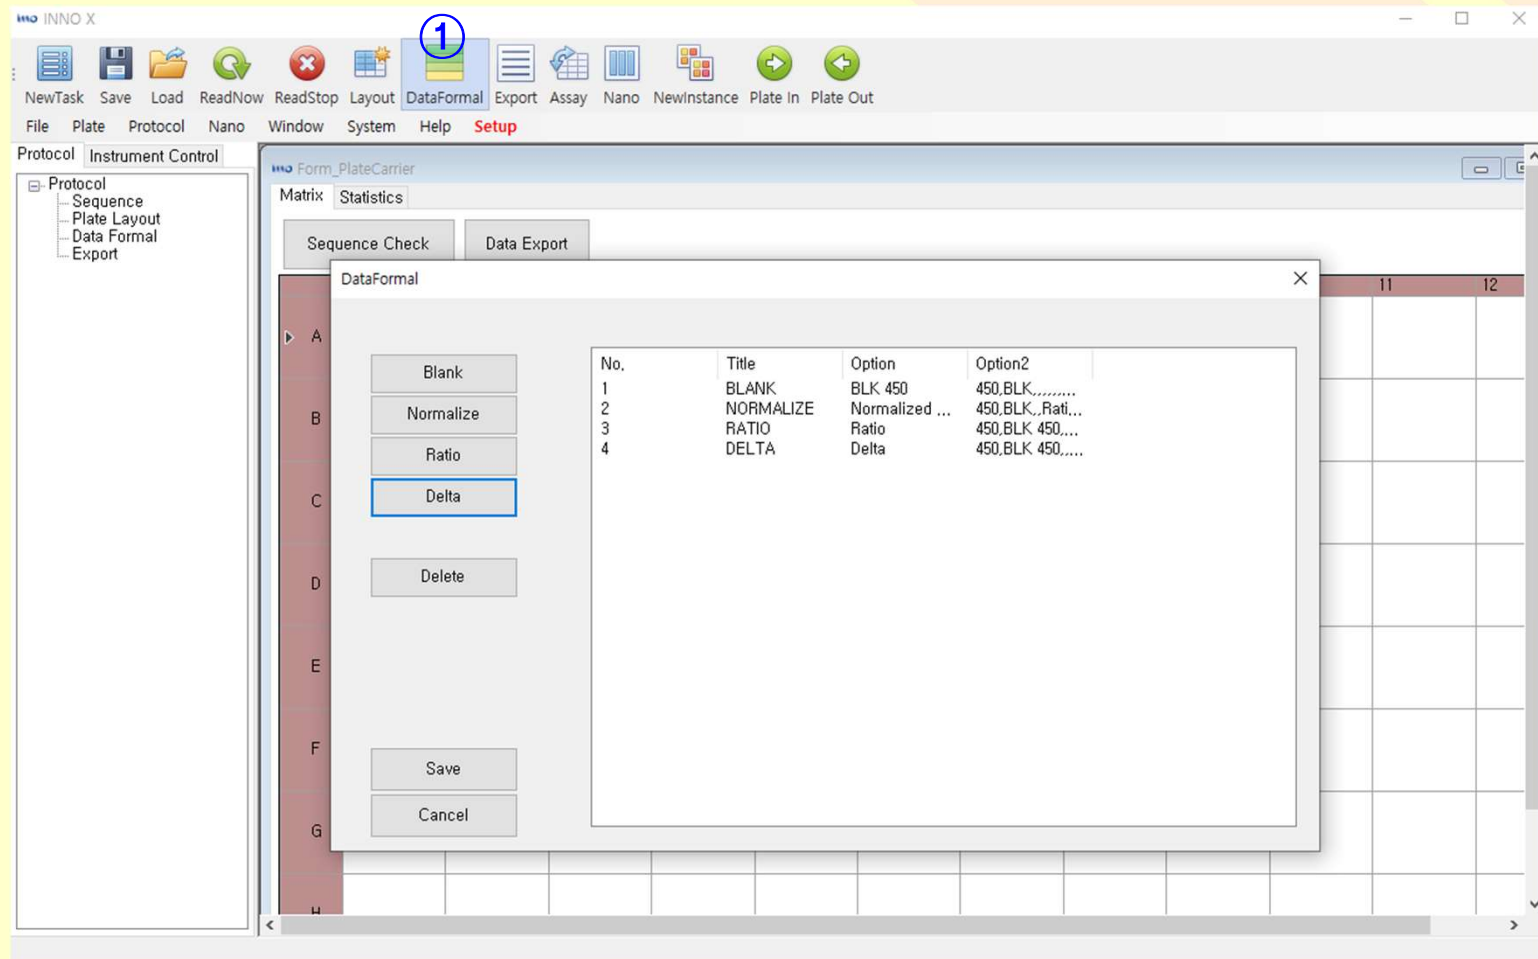 INNO X
①
NewTask Save Load ReadNow ReadStop Layout DataFormal Export Assay Nano NewInstance Plate In Plate Out
File Plate Protocol Nano Window System Help Setup
Protocol Instrument Control
Protocol
Sequence
Plate Layout
Data Formal
Export
Form_PlateCarrier
Matrix Statistics
Sequence Check Data Export
DataFormal
11 12
A
B
C
D
E
F
G
H
Blank
Normalize
Ratio
Delta
Delete
Save
Cancel
No. Title Option Option2
1 BLANK BLK 450 450,BLK,,,,,,,,,
2 NORMALIZE Normalized ... 450,BLK,,Rati...
3 RATIO Ratio 450,BLK 450,...
4 DELTA Delta 450,BLK 450,,...